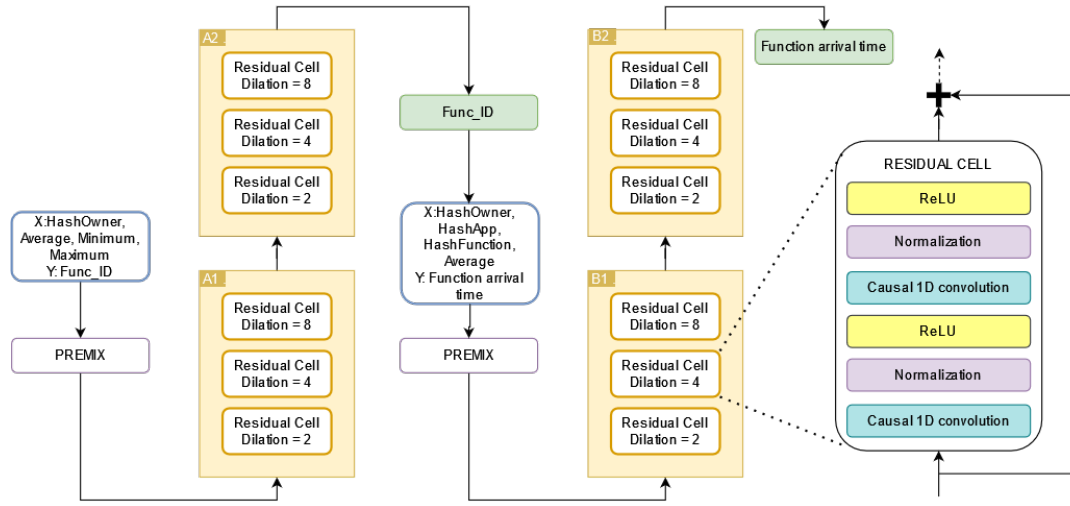 X:HashOwner,
Average, Minimum,
Maximum
Y: Func_ID
PREMIX
A2
Residual Cell
Dilation = 8
Residual Cell
Dilation = 4
Residual Cell
Dilation = 2
A1
Residual Cell
Dilation = 8
Residual Cell
Dilation = 4
Residual Cell
Dilation = 2
Func_ID
X:HashOwner,
HashApp,
HashFunction,
Average
Y: Function arrival
time
PREMIX
B2
Residual Cell
Dilation = 8
Residual Cell
Dilation = 4
Residual Cell
Dilation = 2
B1
Residual Cell
Dilation = 8
Residual Cell
Dilation = 4
Residual Cell
Dilation = 2
Function arrival time
RESIDUAL CELL
ReLU
Normalization
Causal 1D convolution
ReLU
Normalization
Causal 1D convolution